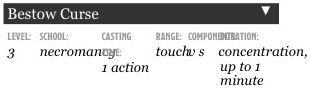 Bestow Curse ▼
LEVEL: SCHOOL: CASTING TIME: RANGE: COMPONENTS: DURATION:
3 necromancy 1 action touch v s concentration, up to 1 minute